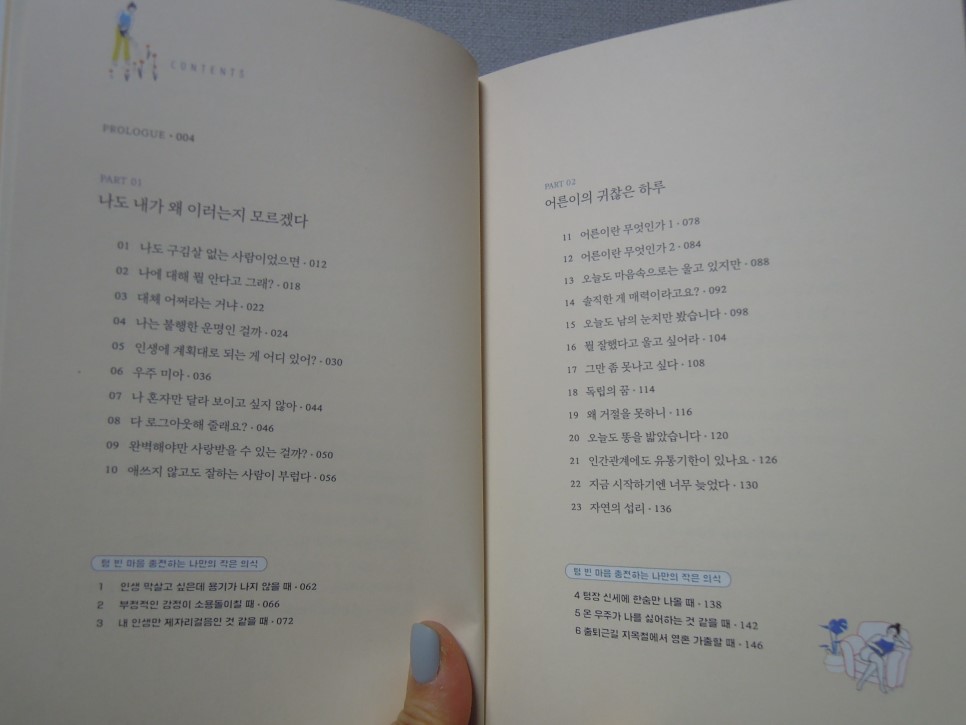 CONTENTS
PROLOGUE · 004
PART 01
나도 내가 왜 이러는지 모르겠다
01 나도 구김살 없는 사람이었으면 · 012
02 나에 대해 뭘 안다고 그래? · 018
03 대체 어쩌라는 거냐 · 022
04 나는 불행한 운명인 걸까 · 024
05 인생에 계획대로 되는 게 어디 있어? · 030
06 우주 미아 · 036
07 나 혼자만 달라 보이고 싶지 않아 · 044
08 다 로그아웃해 줄래요? · 046
09 완벽해야만 사랑받을 수 있는 걸까? · 050
10 애쓰지 않고도 잘하는 사람이 부럽다 · 056
텅 빈 마음 충전하는 나만의 작은 의식
1 인생 막살고 싶은데 용기가 나지 않을 때 · 062
2 부정적인 감정이 소용돌이칠 때 · 066
3 내 인생만 제자리걸음인 것 같을 때 · 072
PART 02
어른이의 귀찮은 하루
11 어른이란 무엇인가 1 · 078
12 어른이란 무엇인가 2 · 084
13 오늘도 마음속으로는 울고 있지만 · 088
14 솔직한 게 매력이라고요? · 092
15 오늘도 남의 눈치만 봤습니다 · 098
16 뭘 잘했다고 울고 싶어라 · 104
17 그만 좀 못나고 싶다 · 108
18 독립의 꿈 · 114
19 왜 거절을 못하니 · 116
20 오늘도 똥을 밟았습니다 · 120
21 인간관계에도 유통기한이 있나요 · 126
22 지금 시작하기엔 너무 늦었다 · 130
23 자연의 섭리 · 136
텅 빈 마음 충전하는 나만의 작은 의식
4 텅장 신세에 한숨만 나올 때 · 138
5 온 우주가 나를 싫어하는 것 같을 때 · 142
6 출퇴근길 지옥철에서 영혼 가출할 때 · 146